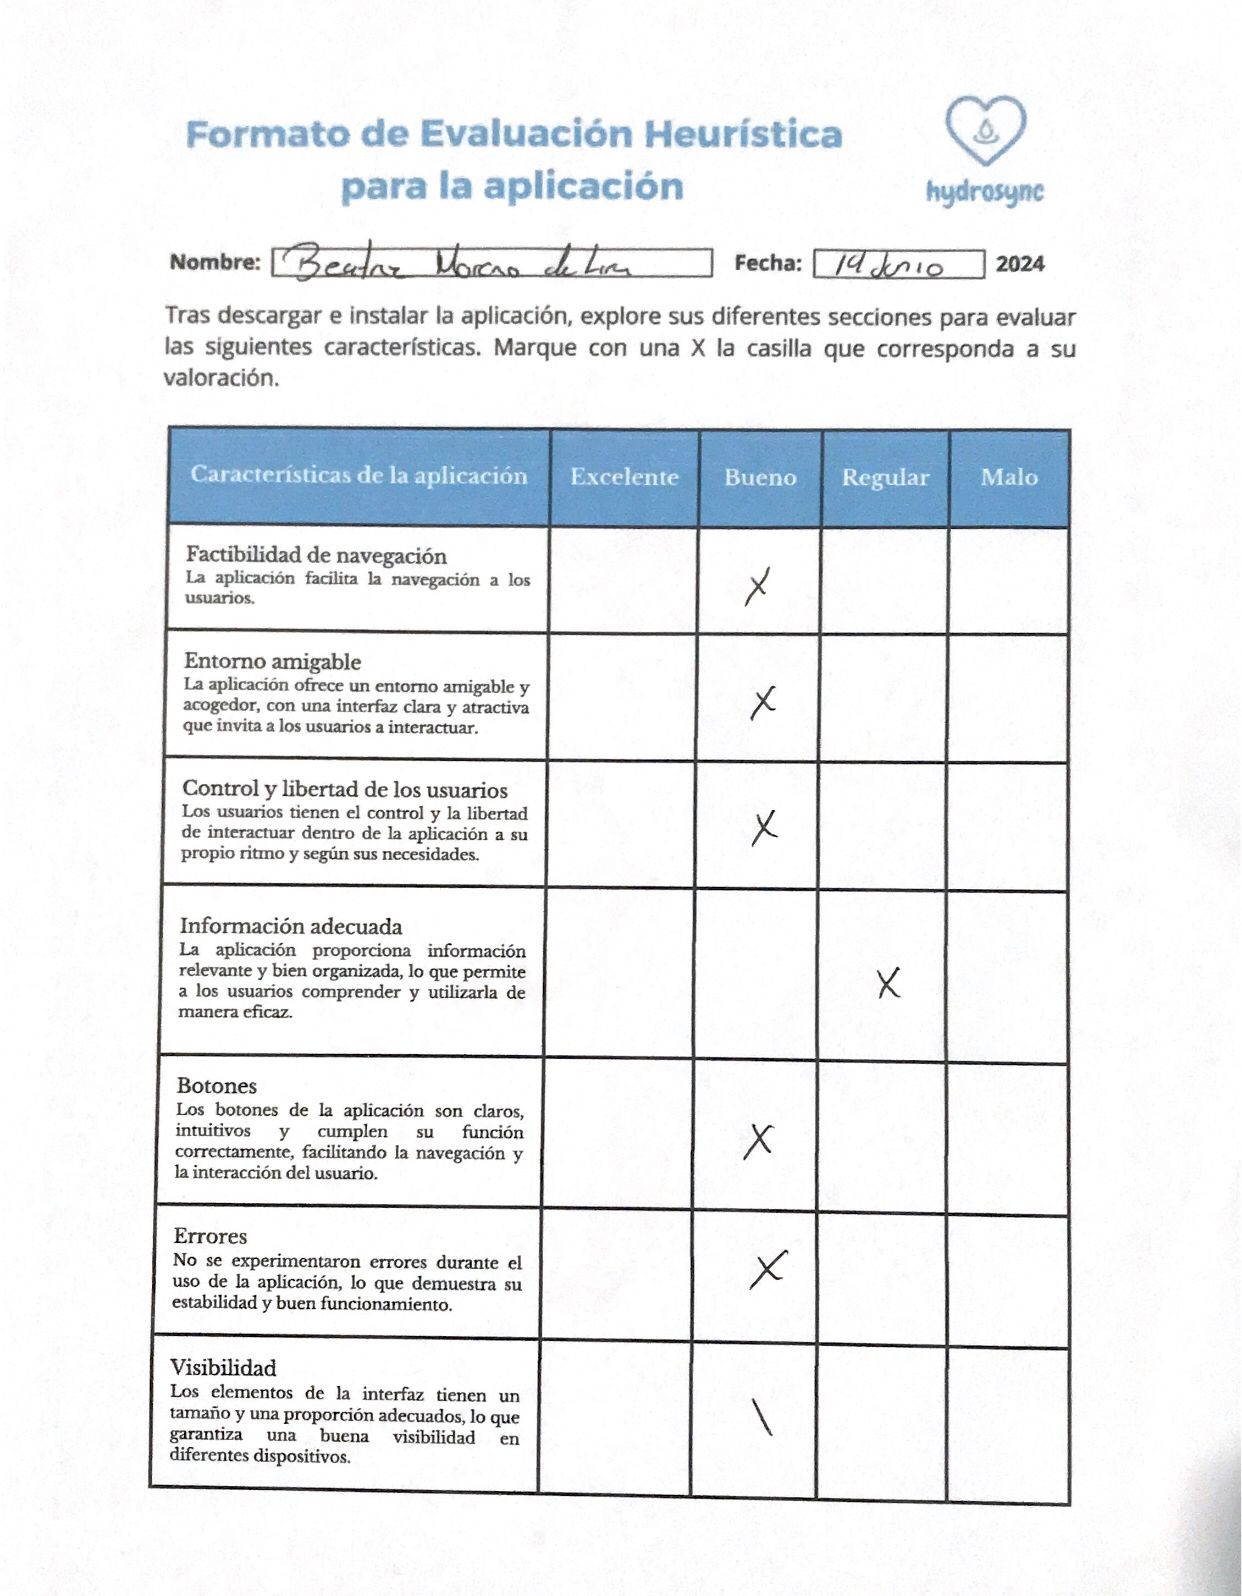 Formato de Evaluación Heurística
para la aplicación
hydrosync
Nombre: Beatriz Moreno de Lira Fecha: 19 Junio 2024
Tras descargar e instalar la aplicación, explore sus diferentes secciones para evaluar
las siguientes características. Marque con una X la casilla que corresponda a su
valoración.
Características de la aplicación Excelente Bueno Regular Malo
Factibilidad de navegación
La aplicación facilita la navegación a los
usuarios.
X
Entorno amigable
La aplicación ofrece un entorno amigable y
acogedor, con una interfaz clara y atractiva
que invita a los usuarios a interactuar.
X
Control y libertad de los usuarios
Los usuarios tienen el control y la libertad
de interactuar dentro de la aplicación a su
propio ritmo y según sus necesidades.
X
Información adecuada
La aplicación proporciona información
relevante y bien organizada, lo que permite
a los usuarios comprender y utilizarla de
manera eficaz.
X
Botones
Los botones de la aplicación son claros,
intuitivos y cumplen su función
correctamente, facilitando la navegación y
la interacción del usuario.
X
Errores
No se experimentaron errores durante el
uso de la aplicación, lo que demuestra su
estabilidad y buen funcionamiento.
X
Visibilidad
Los elementos de la interfaz tienen un
tamaño y una proporción adecuados, lo que
garantiza una buena visibilidad en
diferentes dispositivos.
\